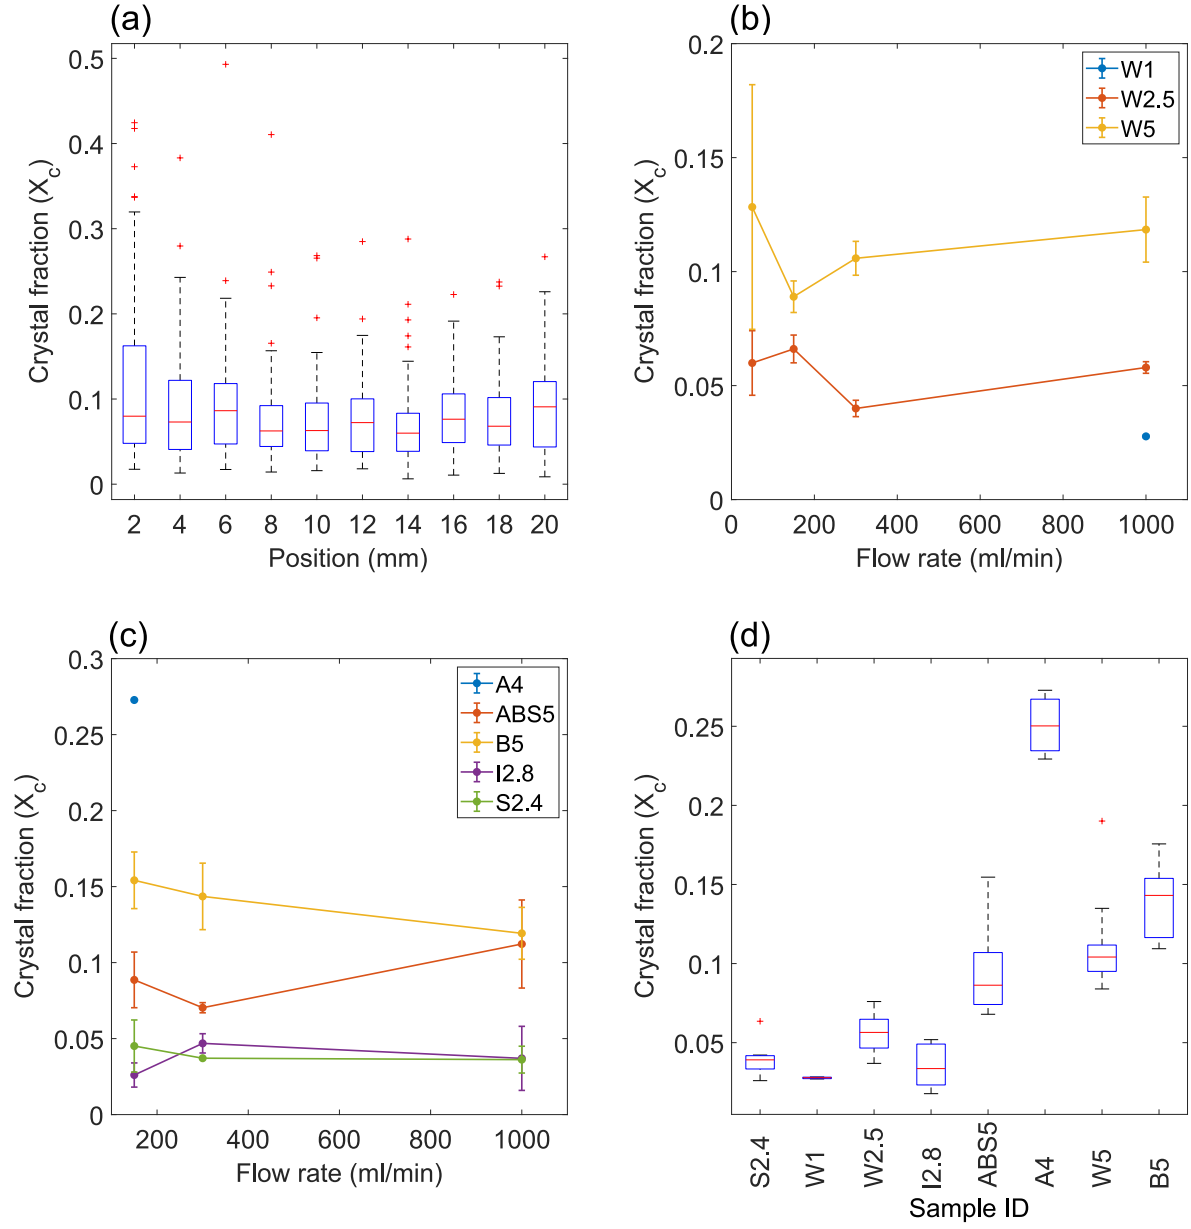 (a)
0.5
0.4
0.3
0.2
0.1
0
Crystal fraction (X_c)
2 4 6 8 10 12 14 16 18 20
Position (mm)
(b)
0.2
0.15
0.1
0.05
0
Crystal fraction (X_c)
W1
W2.5
W5
0 200 400 600 800 1000
Flow rate (ml/min)
(c)
0.3
0.25
0.2
0.15
0.1
0.05
0
Crystal fraction (X_c)
A4
ABS5
B5
I2.8
S2.4
200 400 600 800 1000
Flow rate (ml/min)
(d)
0.25
0.2
0.15
0.1
0.05
Crystal fraction (X_c)
S2.4 W1 W2.5 I2.8 ABS5 A4 W5 B5
Sample ID